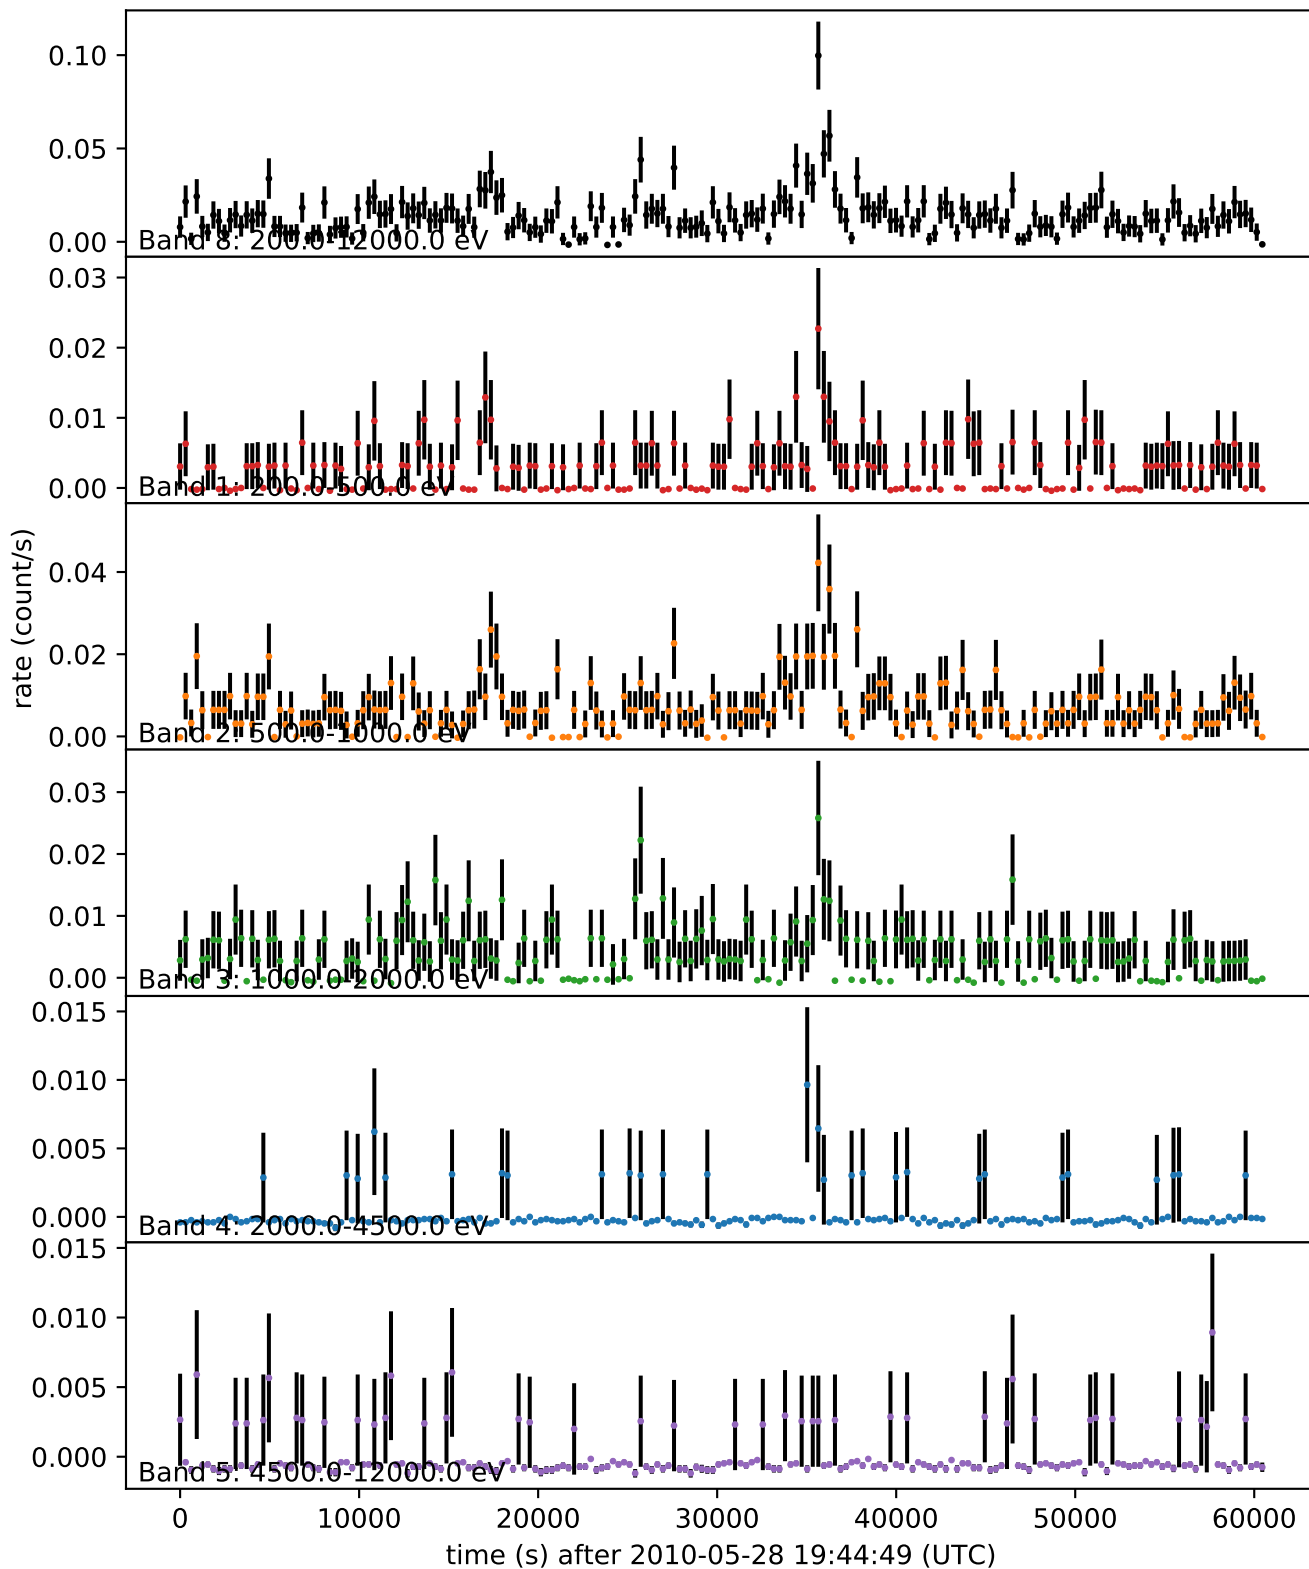 0.10
0.05
0.00
Band 8: 200.0-12000.0 eV
0.03
0.02
0.01
0.00
Band 1: 200.0-500.0 eV
rate (count/s)
0.04
0.02
0.00
Band 2: 500.0-1000.0 eV
0.03
0.02
0.01
0.00
Band 3: 1000.0-2000.0 eV
0.015
0.010
0.005
0.000
Band 4: 2000.0-4500.0 eV
0.015
0.010
0.005
0.000
Band 5: 4500.0-12000.0 eV
0 10000 20000 30000 40000 50000 60000
time (s) after 2010-05-28 19:44:49 (UTC)